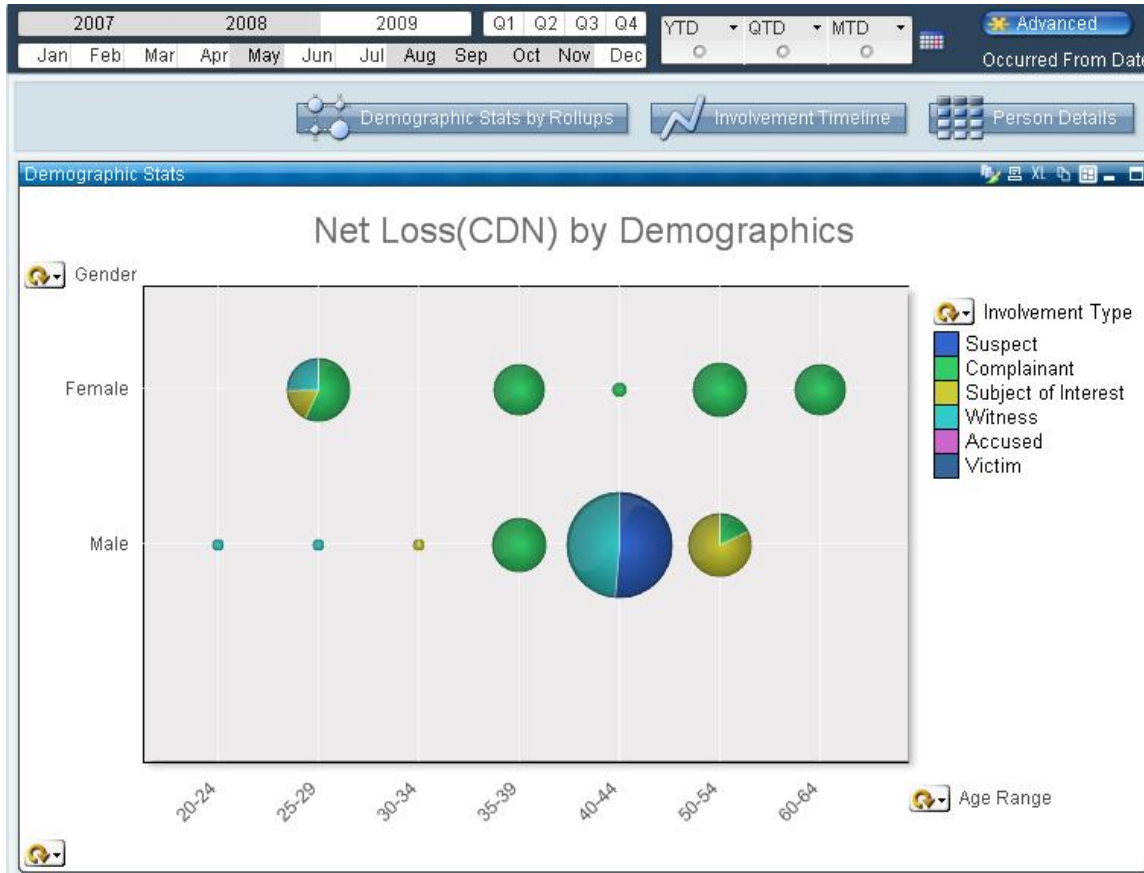 2007 2008 2009 Q1 Q2 Q3 Q4 YTD QTD MTD Advanced
Jan Feb Mar Apr May Jun Jul Aug Sep Oct Nov Dec Occurred From Date
Demographic Stats by Rollups Involvement Timeline Person Details
Demographic Stats XL
Net Loss(CDN) by Demographics
Gender
Involvement Type
Suspect
Complainant
Subject of Interest
Witness
Accused
Victim
Female
Male
20-24 25-29 30-34 35-39 40-44 50-54 60-64
Age Range